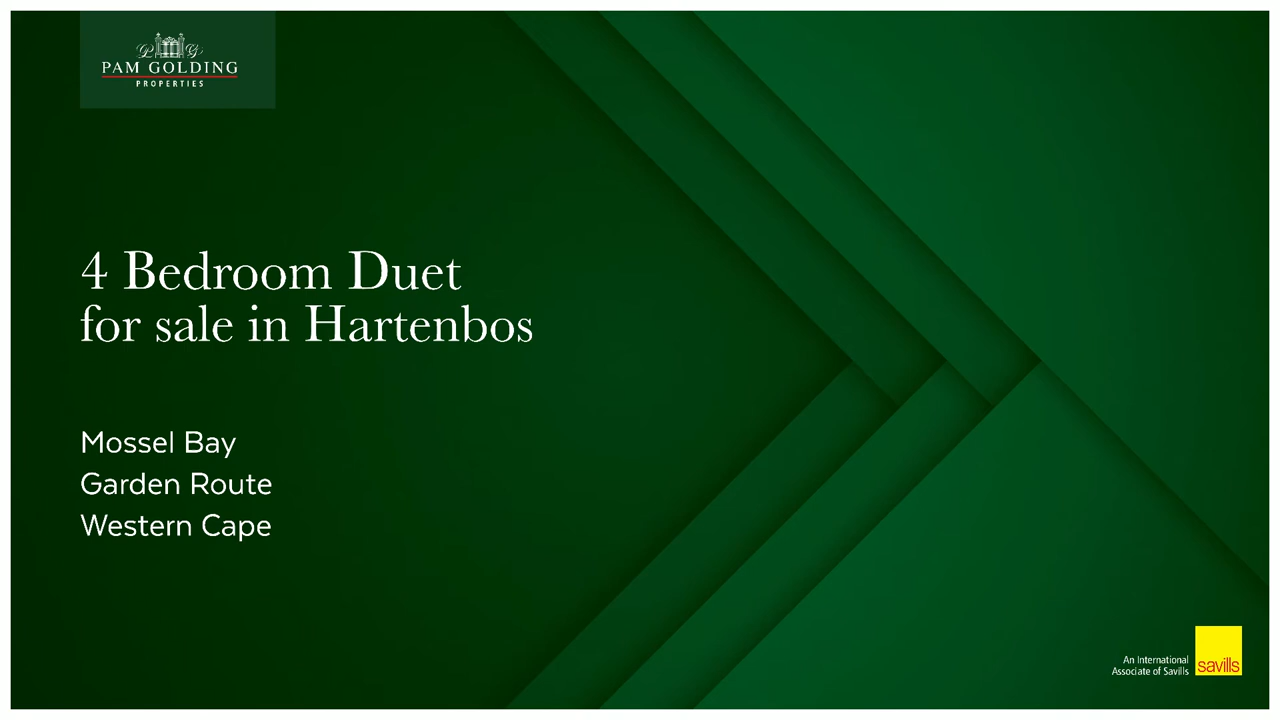 PAM GOLDING
PROPERTIES
4 Bedroom Duet
for sale in Hartenbos
Mossel Bay
Garden Route
Western Cape
An International
Associate of Savills
savills